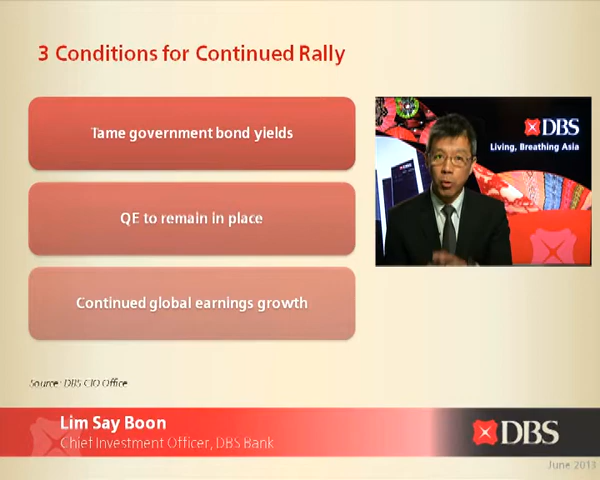 3 Conditions for Continued Rally
Tame government bond yields
QE to remain in place
Continued global earnings growth
DBS
Living, Breathing Asia
Source: DBS CIO Office
Lim Say Boon
Chief Investment Officer, DBS Bank
DBS
June 2013